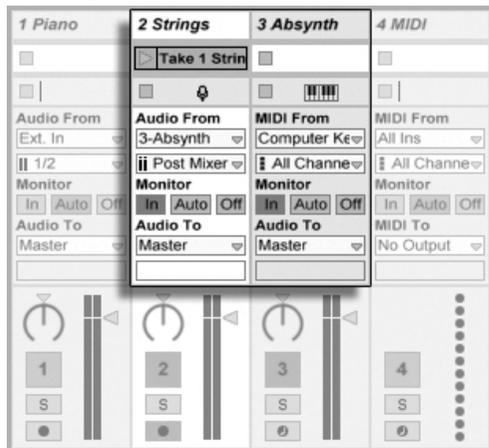 1 Piano 2 Strings 3 Absynth 4 MIDI
Take 1 Strin
Audio From Audio From MIDI From MIDI From
Ext. In 3-Absynth Computer Ke All Ins
1/2 Post Mixer All Channe All Channe
Monitor Monitor Monitor Monitor
In Auto Off In Auto Off In Auto Off In Auto Off
Audio To Audio To Audio To MIDI To
Master Master Master No Output
1 2 3 4
S S S S